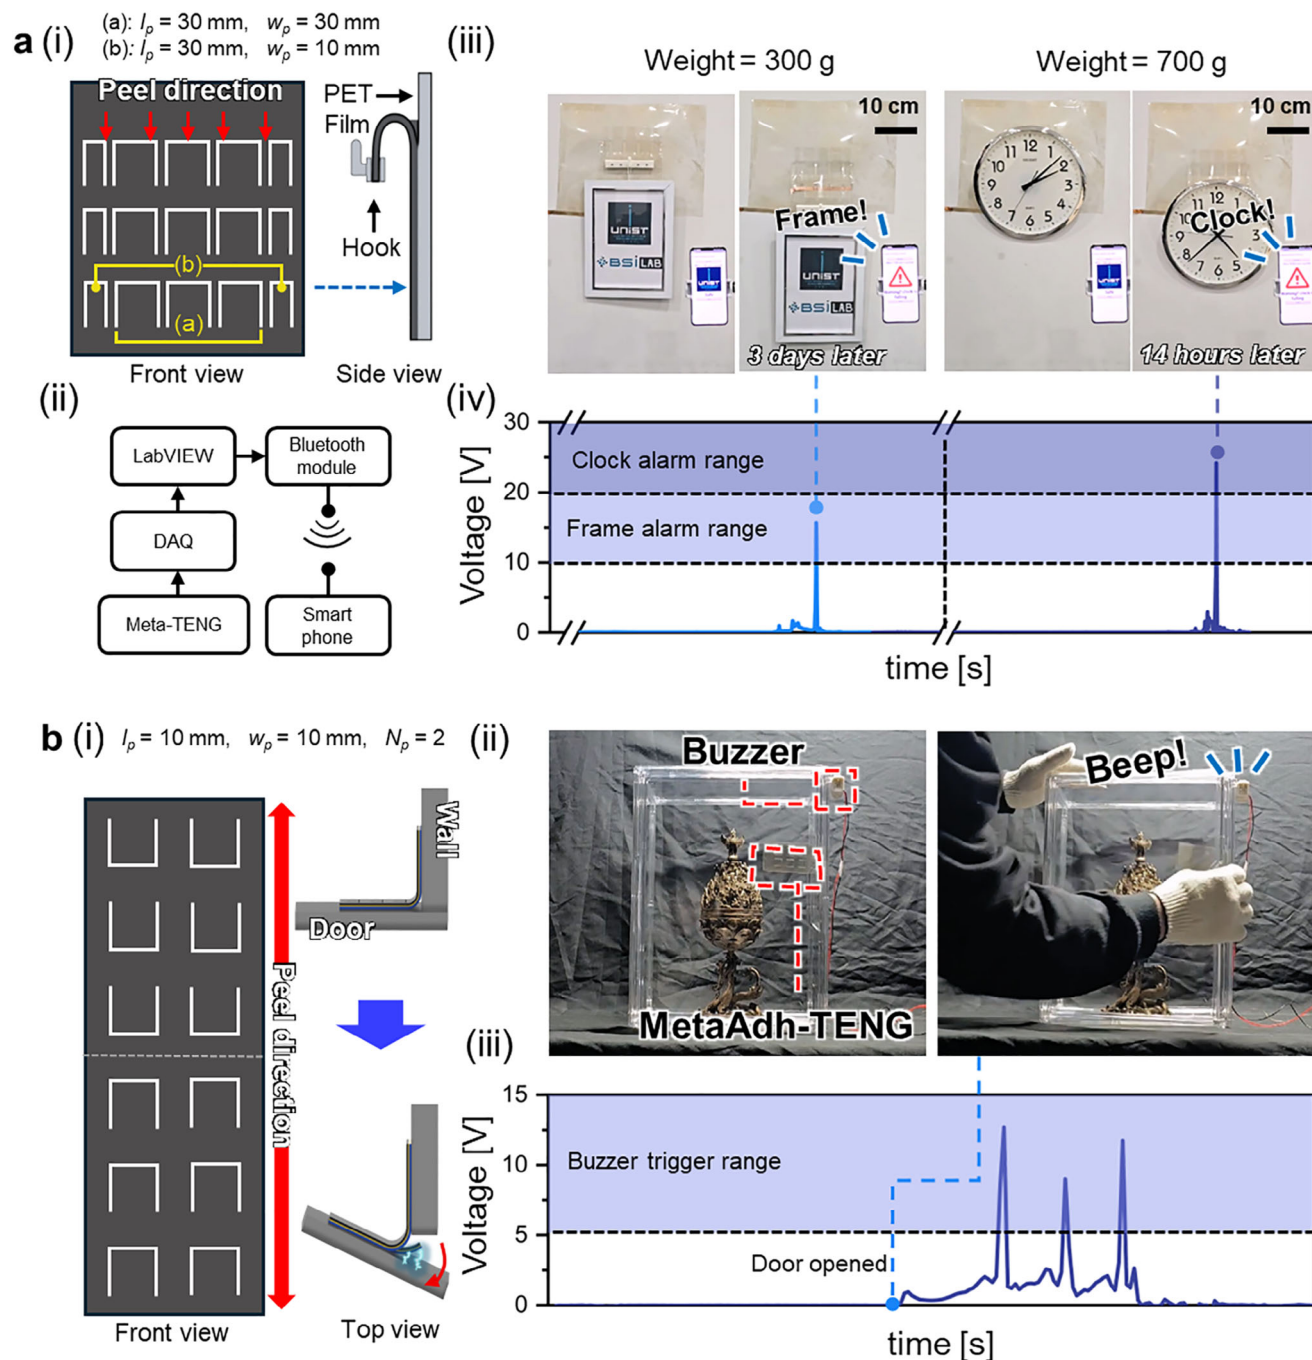 a (i)
(a): lp = 30 mm, wp = 30 mm
(b): lp = 30 mm, wp = 10 mm
Peel direction
PET
Film
Hook
(b)
(a)
Front view
Side view
(ii)
LabVIEW
Bluetooth
module
DAQ
Meta-TENG
Smart
phone
(iii)
Weight = 300 g
Weight = 700 g
10 cm
10 cm
UNIST
BSi LAB
Frame!
UNIST
BSi LAB
3 days later
UNIST
Clock!
14 hours later
(iv)
Voltage [V]
30
20
10
0
Clock alarm range
Frame alarm range
time [s]
b (i)
lp = 10 mm, wp = 10 mm, Np = 2
Peel direction
Wall
Door
Front view
Top view
(ii)
Buzzer
MetaAdh-TENG
Beep!
(iii)
Voltage [V]
15
10
5
0
Buzzer trigger range
Door opened
time [s]